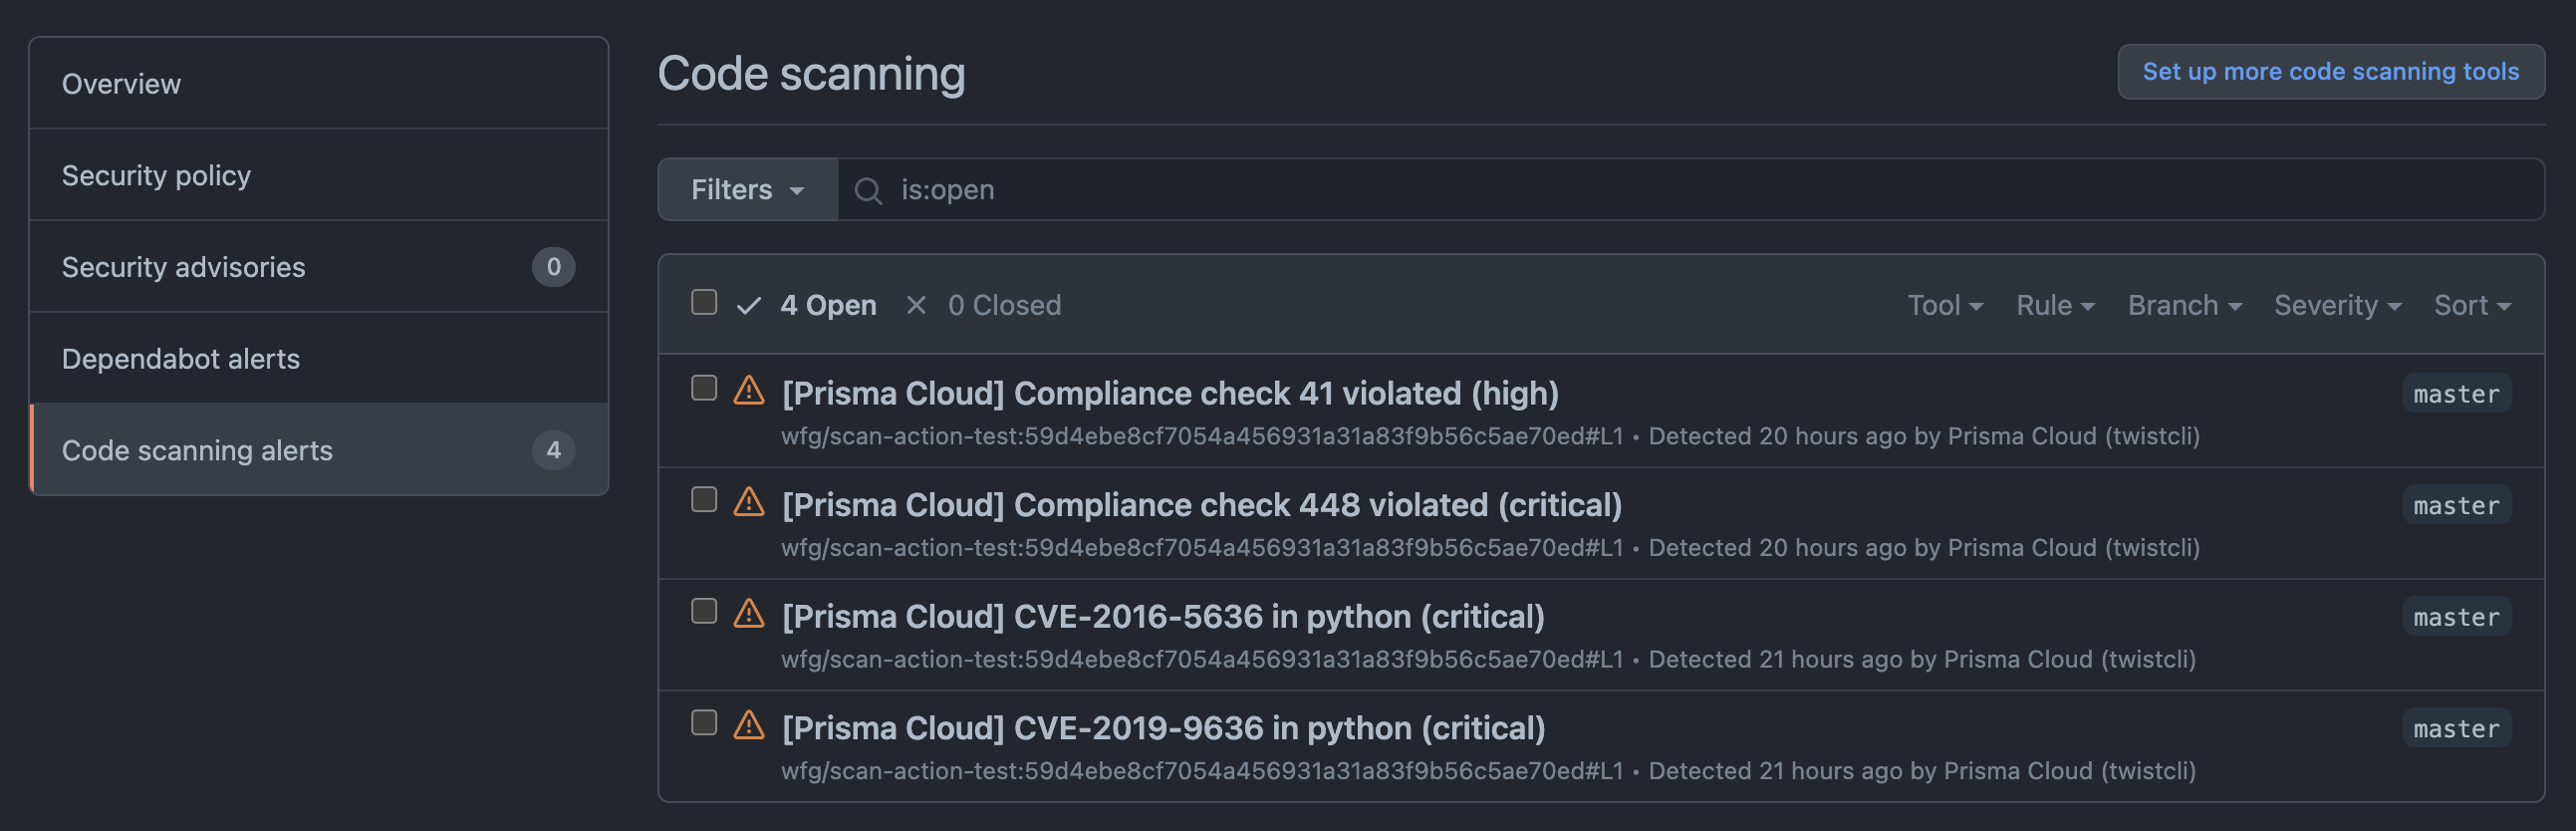 Overview
Security policy
Security advisories 0
Dependabot alerts
Code scanning alerts 4
Code scanning
Set up more code scanning tools
Filters is:open
4 Open 0 Closed Tool Rule Branch Severity Sort
[Prisma Cloud] Compliance check 41 violated (high) master
wfg/scan-action-test:59d4ebe8cf7054a456931a31a83f9b56c5ae70ed#L1 • Detected 20 hours ago by Prisma Cloud (twistcli)
[Prisma Cloud] Compliance check 448 violated (critical) master
wfg/scan-action-test:59d4ebe8cf7054a456931a31a83f9b56c5ae70ed#L1 • Detected 20 hours ago by Prisma Cloud (twistcli)
[Prisma Cloud] CVE-2016-5636 in python (critical) master
wfg/scan-action-test:59d4ebe8cf7054a456931a31a83f9b56c5ae70ed#L1 • Detected 21 hours ago by Prisma Cloud (twistcli)
[Prisma Cloud] CVE-2019-9636 in python (critical) master
wfg/scan-action-test:59d4ebe8cf7054a456931a31a83f9b56c5ae70ed#L1 • Detected 21 hours ago by Prisma Cloud (twistcli)